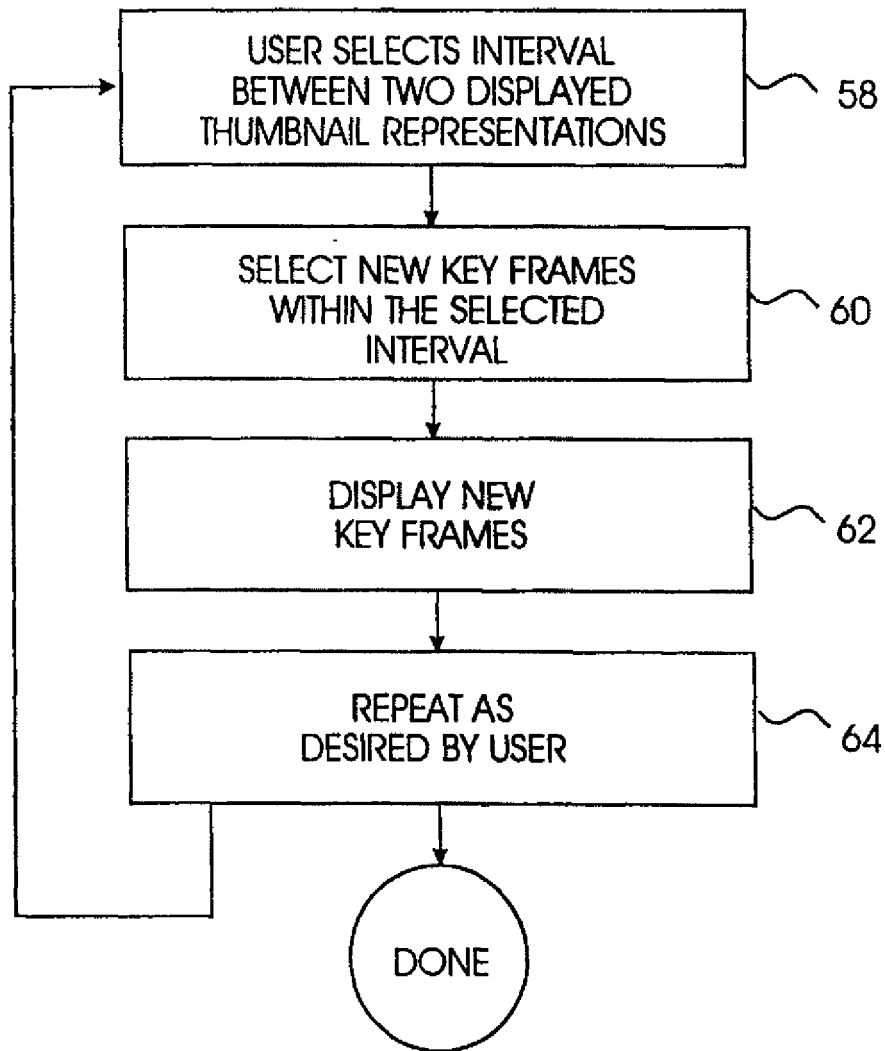 USER SELECTS INTERVAL
BETWEEN TWO DISPLAYED
THUMBNAIL REPRESENTATIONS
58
SELECT NEW KEY FRAMES
WITHIN THE SELECTED
INTERVAL
60
DISPLAY NEW
KEY FRAMES
62
REPEAT AS
DESIRED BY USER
64
DONE